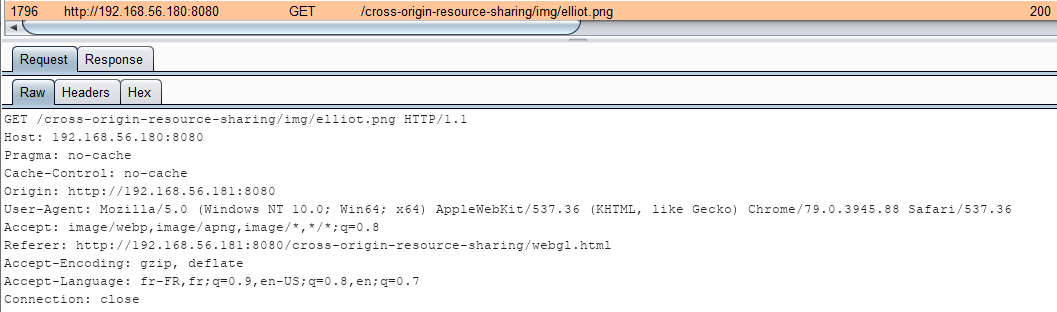 1796 http://192.168.56.180:8080 GET /cross-origin-resource-sharing/img/elliot.png 200
Request Response
Raw Headers Hex
GET /cross-origin-resource-sharing/img/elliot.png HTTP/1.1
Host: 192.168.56.180:8080
Pragma: no-cache
Cache-Control: no-cache
Origin: http://192.168.56.181:8080
User-Agent: Mozilla/5.0 (Windows NT 10.0; Win64; x64) AppleWebKit/537.36 (KHTML, like Gecko) Chrome/79.0.3945.88 Safari/537.36
Accept: image/webp,image/apng,image/*,*/*;q=0.8
Referer: http://192.168.56.181:8080/cross-origin-resource-sharing/webgl.html
Accept-Encoding: gzip, deflate
Accept-Language: fr-FR,fr;q=0.9,en-US;q=0.8,en;q=0.7
Connection: close